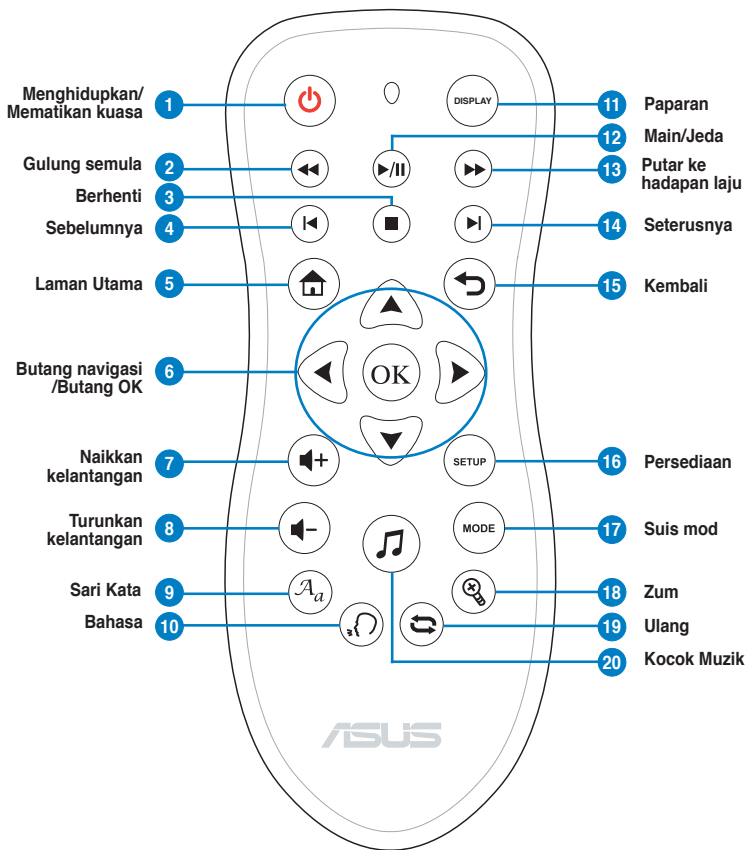 Menghidupkan/
Mematikan kuasa
1
Gulung semula
2
Berhenti
3
Sebelumnya
4
Laman Utama
5
Butang navigasi
/Butang OK
6
Naikkan
kelantangan
7
Turunkan
kelantangan
8
Sari Kata
9
Bahasa
10
DISPLAY
OK
SETUP
MODE
Aa
ASUS
11 Paparan
12 Main/Jeda
13 Putar ke
hadapan laju
14 Seterusnya
15 Kembali
16 Persediaan
17 Suis mod
18 Zum
19 Ulang
20 Kocok Muzik